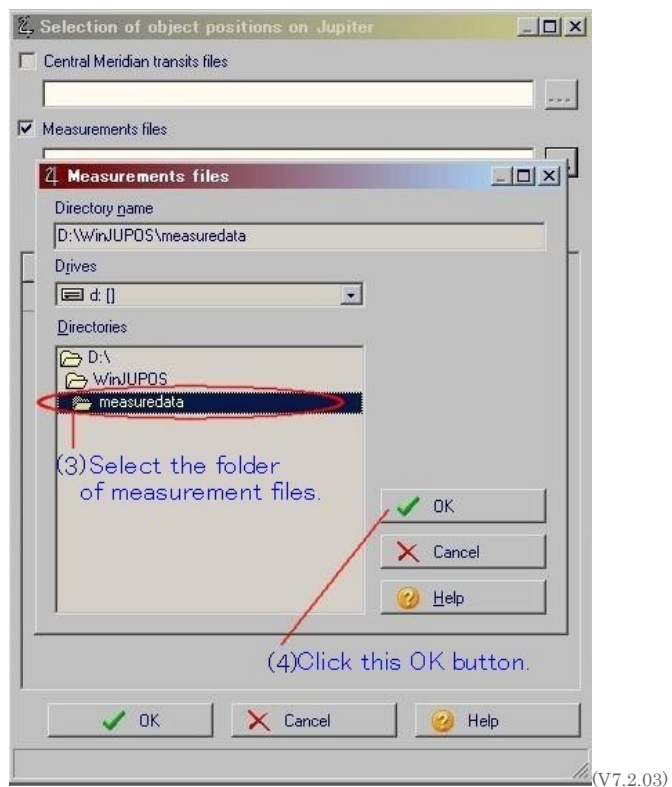 Selection of object positions on Jupiter
Central Meridian transits files
...
Measurements files
Measurements files
Directory name
D:\WinJUPOS\measuredata
Drives
d: []
Directories
D:\
WinJUPOS
measuredata
(3)Select the folder
of measurement files.
OK
Cancel
Help
(4)Click this OK button.
OK Cancel Help
(V7.2.03)